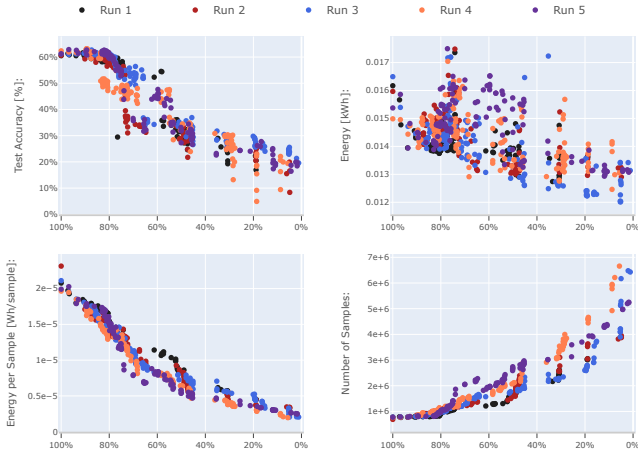 Run 1 Run 2 Run 3 Run 4 Run 5
Test Accuracy [%]:
60%
50%
40%
30%
20%
10%
0%
100% 80% 60% 40% 20% 0%
Energy [kWh]:
0.017
0.016
0.015
0.014
0.013
0.012
100% 80% 60% 40% 20% 0%
Energy per Sample [Wh/sample]:
2e−5
1.5e−5
1e−5
0.5e−5
0
100% 80% 60% 40% 20% 0%
Number of Samples:
7e+6
6e+6
5e+6
4e+6
3e+6
2e+6
1e+6
100% 80% 60% 40% 20% 0%